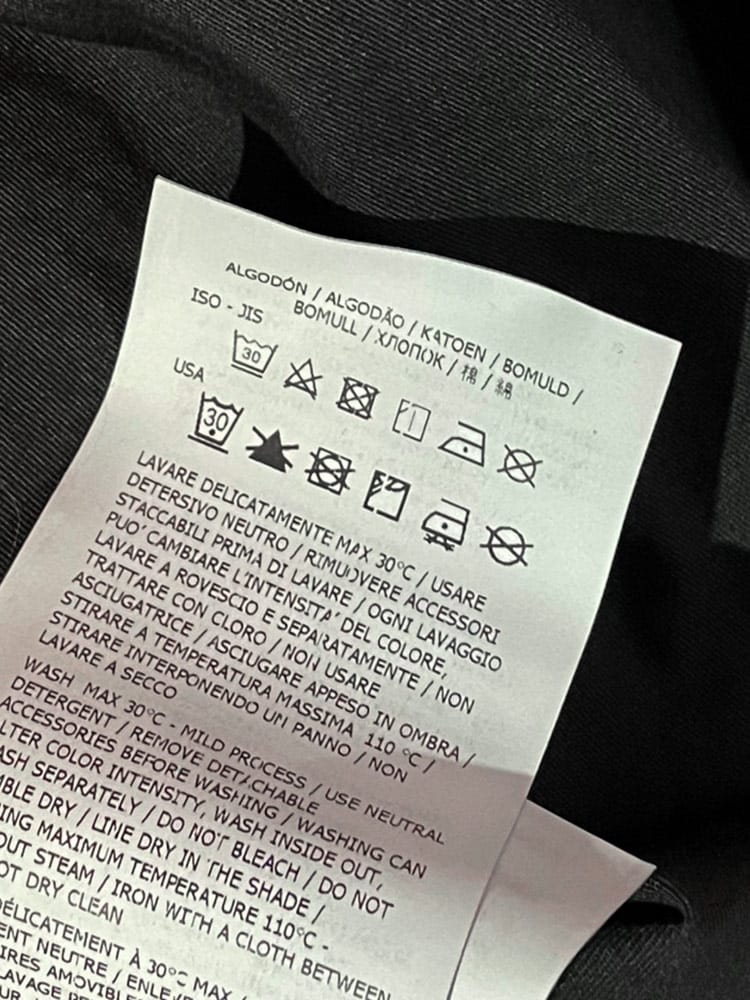 ALGODÓN / ALGODÃO / KATOEN / BOMULD /
BOMULL / ХЛОПОК / 棉 / 綿
ISO - JIS
30
USA
30
LAVARE DELICATAMENTE MAX 30°C / USARE
DETERSIVO NEUTRO / RIMUOVERE ACCESSORI
STACCABILI PRIMA DI LAVARE / OGNI LAVAGGIO
PUO' CAMBIARE L'INTENSITA' DEL COLORE,
LAVARE A ROVESCIO E SEPARATAMENTE / NON
TRATTARE CON CLORO / NON USARE
ASCIUGATRICE / ASCIUGARE APPESO IN OMBRA /
STIRARE A TEMPERATURA MASSIMA 110 °C /
STIRARE INTERPONENDO UN PANNO / NON
LAVARE A SECCO
WASH MAX 30°C - MILD PROCESS / USE NEUTRAL
DETERGENT / REMOVE DETACHABLE
ACCESSORIES BEFORE WASHING / WASHING CAN
LTER COLOR INTENSITY, WASH INSIDE OUT,
ASH SEPARATELY / DO NOT BLEACH / DO NOT
MBLE DRY / LINE DRY IN THE SHADE /
ING MAXIMUM TEMPERATURE 110°C -
OUT STEAM / IRON WITH A CLOTH BETWEEN
OT DRY CLEAN
DÉLICATEMENT À 30°C MAX /
ENT NEUTRE / ENLE
IRES AMOVIBLE
LAVAGE